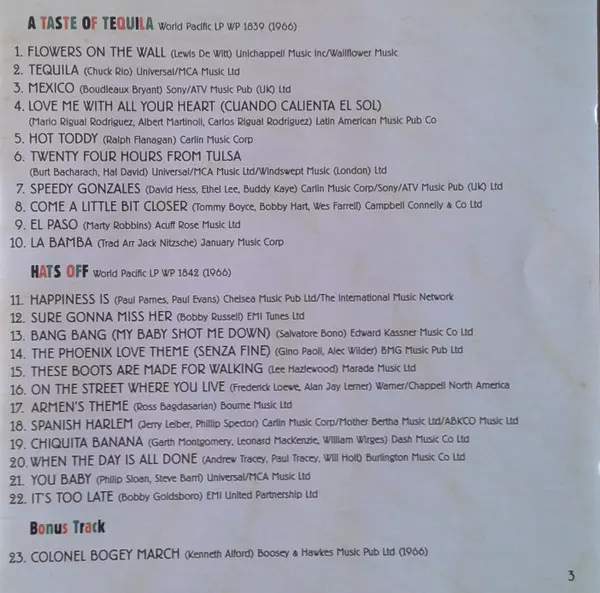 A TASTE OF TEQUILA World Pacific LP WP 1839 (1966)
1. FLOWERS ON THE WALL (Lewis De Witt) Unichappell Music Inc/Wallflower Music
2. TEQUILA (Chuck Rio) Universal/MCA Music Ltd
3. MEXICO (Boudleaux Bryant) Sony/ATV Music Pub (UK) Ltd
4. LOVE ME WITH ALL YOUR HEART (CUANDO CALIENTA EL SOL)
(Mario Rigual Rodriguez, Albert Martinoli, Carlos Rigual Rodriguez) Latin American Music Pub Co
5. HOT TODDY (Ralph Flanagan) Carlin Music Corp
6. TWENTY FOUR HOURS FROM TULSA
(Burt Bacharach, Hal David) Universal/MCA Music Ltd/Windswept Music (London) Ltd
7. SPEEDY GONZALES (David Hess, Ethel Lee, Buddy Kaye) Carlin Music Corp/Sony/ATV Music Pub (UK) Ltd
8. COME A LITTLE BIT CLOSER (Tommy Boyce, Bobby Hart, Wes Farrell) Campbell Connelly & Co Ltd
9. EL PASO (Marty Robbins) Acuff Rose Music Ltd
10. LA BAMBA (Trad Arr Jack Nitzsche) January Music Corp
HATS OFF World Pacific LP WP 1842 (1966)
11. HAPPINESS IS (Paul Parnes, Paul Evans) Chelsea Music Pub Ltd/The International Music Network
12. SURE GONNA MISS HER (Bobby Russell) EMI Tunes Ltd
13. BANG BANG (MY BABY SHOT ME DOWN) (Salvatore Bono) Edward Kassner Music Co Ltd
14. THE PHOENIX LOVE THEME (SENZA FINE) (Gino Paoli, Alec Wilder) BMG Music Pub Ltd
15. THESE BOOTS ARE MADE FOR WALKING (Lee Hazlewood) Marada Music Ltd
16. ON THE STREET WHERE YOU LIVE (Frederick Loewe, Alan Jay Lerner) Warner/Chappell North America
17. ARMEN'S THEME (Ross Bagdasarian) Bourne Music Ltd
18. SPANISH HARLEM (Jerry Leiber, Phillip Spector) Carlin Music Corp/Mother Bertha Music Ltd/ABKCO Music Ltd
19. CHIQUITA BANANA (Garth Montgomery, Leonard MacKenzie, William Wirges) Dash Music Co Ltd
20. WHEN THE DAY IS ALL DONE (Andrew Tracey, Paul Tracey, Will Holt) Burlington Music Co Ltd
21. YOU BABY (Philip Sloan, Steve Barri) Universal/MCA Music Ltd
22. IT'S TOO LATE (Bobby Goldsboro) EMI United Partnership Ltd
Bonus Track
23. COLONEL BOGEY MARCH (Kenneth Alford) Boosey & Hawkes Music Pub Ltd (1966)
3